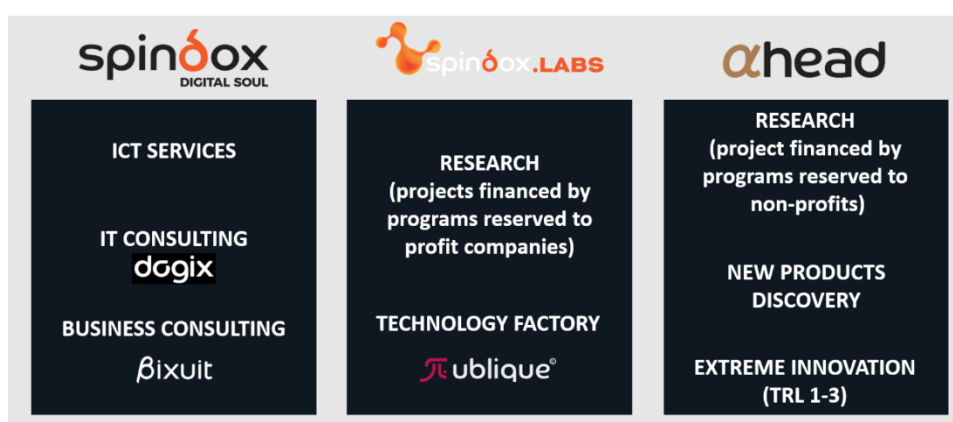 spindox
DIGITAL SOUL
ICT SERVICES
IT CONSULTING
dogix
BUSINESS CONSULTING
βixuit
spindox.LABS
RESEARCH
(projects financed by
programs reserved to
profit companies)
TECHNOLOGY FACTORY
π ublique©
αhead
RESEARCH
(project financed by
programs reserved to
non-profits)
NEW PRODUCTS
DISCOVERY
EXTREME INNOVATION
(TRL 1-3)